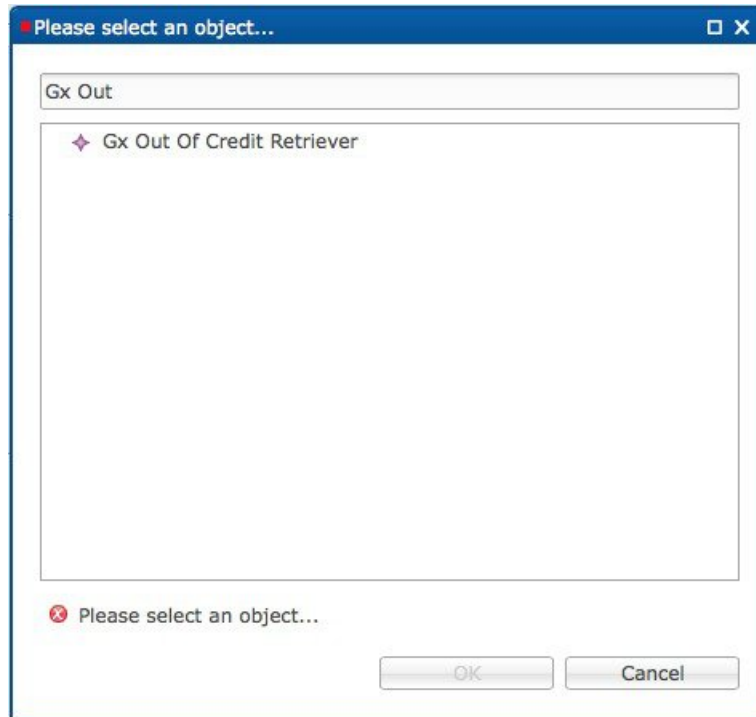 Please select an object...
Gx Out
Gx Out Of Credit Retriever
Please select an object...
OK
Cancel